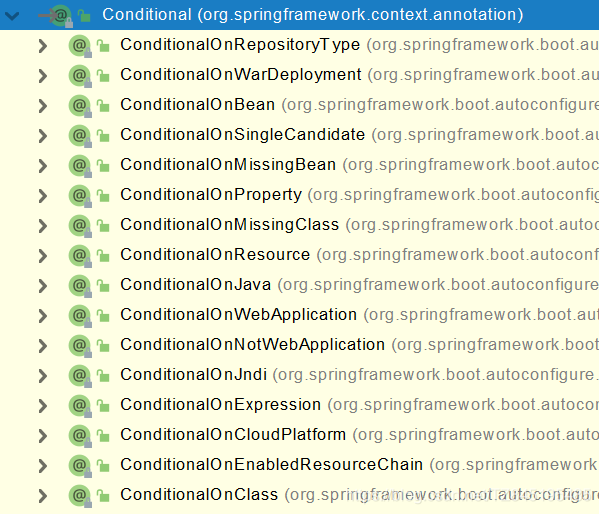 Conditional (org.springframework.context.annotation)
ConditionalOnRepositoryType (org.springframework.boot.au
ConditionalOnWarDeployment (org.springframework.boot.au
ConditionalOnBean (org.springframework.boot.autoconfigure
ConditionalOnSingleCandidate (org.springframework.boot.au
ConditionalOnMissingBean (org.springframework.boot.autoc
ConditionalOnProperty (org.springframework.boot.autoconfig
ConditionalOnMissingClass (org.springframework.boot.autoc
ConditionalOnResource (org.springframework.boot.autoconf
ConditionalOnJava (org.springframework.boot.autoconfigure
ConditionalOnWebApplication (org.springframework.boot.aut
ConditionalOnNotWebApplication (org.springframework.boot
ConditionalOnJndi (org.springframework.boot.autoconfigure.
ConditionalOnExpression (org.springframework.boot.autocon
ConditionalOnCloudPlatform (org.springframework.boot.auto
ConditionalOnEnabledResourceChain (org.springframework
ConditionalOnClass (org.springframework.boot.autoconfigure